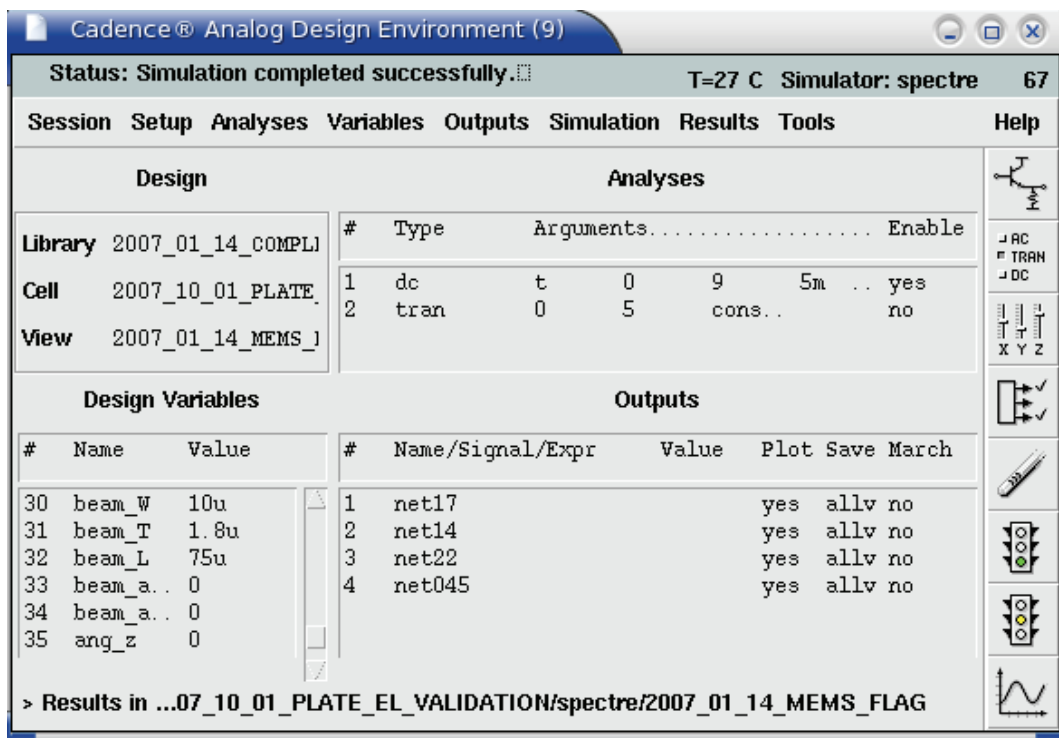 Cadence® Analog Design Environment (9)
Status: Simulation completed successfully.
T=27 C Simulator: spectre 67
Session Setup Analyses Variables Outputs Simulation Results Tools Help
Design
Library 2007_01_14_COMPLI
Cell 2007_10_01_PLATE_
View 2007_01_14_MEMS_I
Analyses
# Type Arguments................... Enable
1 dc t 0 9 5m .. yes
2 tran 0 5 cons.. no
Design Variables
# Name Value
30 beam_W 10u
31 beam_T 1.8u
32 beam_L 75u
33 beam_a.. 0
34 beam_a.. 0
35 ang_z 0
Outputs
# Name/Signal/Expr Value Plot Save March
1 net17 yes allv no
2 net14 yes allv no
3 net22 yes allv no
4 net045 yes allv no
AC
TRAN
DC
X Y Z
> Results in ...07_10_01_PLATE_EL_VALIDATION/spectre/2007_01_14_MEMS_FLAG